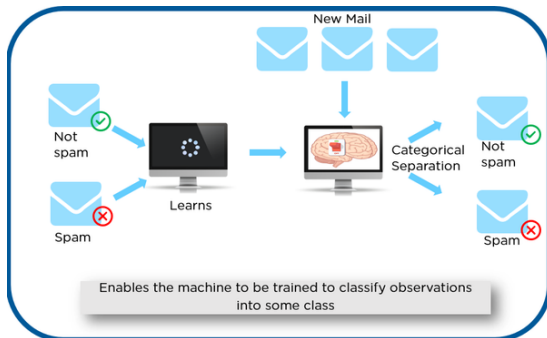 New Mail
Not
spam
Spam
Learns
Categorical
Separation
Not
spam
Spam
Enables the machine to be trained to classify observations
into some class